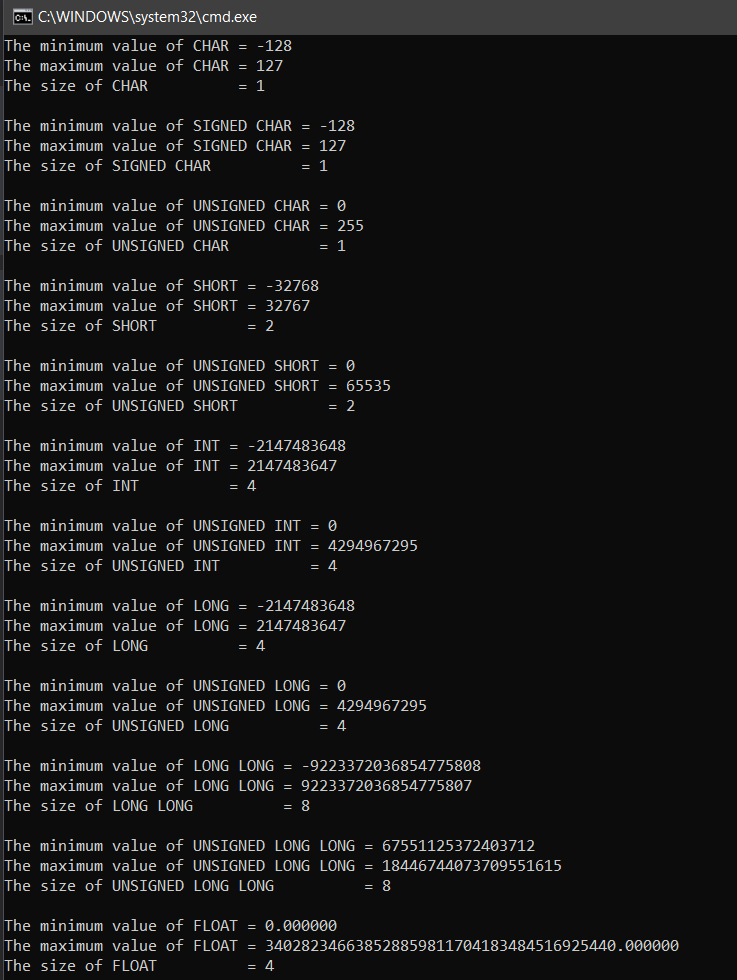 C:\WINDOWS\system32\cmd.exe
The minimum value of CHAR = -128
The maximum value of CHAR = 127
The size of CHAR          = 1
The minimum value of SIGNED CHAR = -128
The maximum value of SIGNED CHAR = 127
The size of SIGNED CHAR          = 1
The minimum value of UNSIGNED CHAR = 0
The maximum value of UNSIGNED CHAR = 255
The size of UNSIGNED CHAR          = 1
The minimum value of SHORT = -32768
The maximum value of SHORT = 32767
The size of SHORT          = 2
The minimum value of UNSIGNED SHORT = 0
The maximum value of UNSIGNED SHORT = 65535
The size of UNSIGNED SHORT          = 2
The minimum value of INT = -2147483648
The maximum value of INT = 2147483647
The size of INT          = 4
The minimum value of UNSIGNED INT = 0
The maximum value of UNSIGNED INT = 4294967295
The size of UNSIGNED INT          = 4
The minimum value of LONG = -2147483648
The maximum value of LONG = 2147483647
The size of LONG          = 4
The minimum value of UNSIGNED LONG = 0
The maximum value of UNSIGNED LONG = 4294967295
The size of UNSIGNED LONG          = 4
The minimum value of LONG LONG = -9223372036854775808
The maximum value of LONG LONG = 9223372036854775807
The size of LONG LONG          = 8
The minimum value of UNSIGNED LONG LONG = 67551125372403712
The maximum value of UNSIGNED LONG LONG = 18446744073709551615
The size of UNSIGNED LONG LONG          = 8
The minimum value of FLOAT = 0.000000
The maximum value of FLOAT = 340282346638528859811704183484516925440.000000
The size of FLOAT          = 4